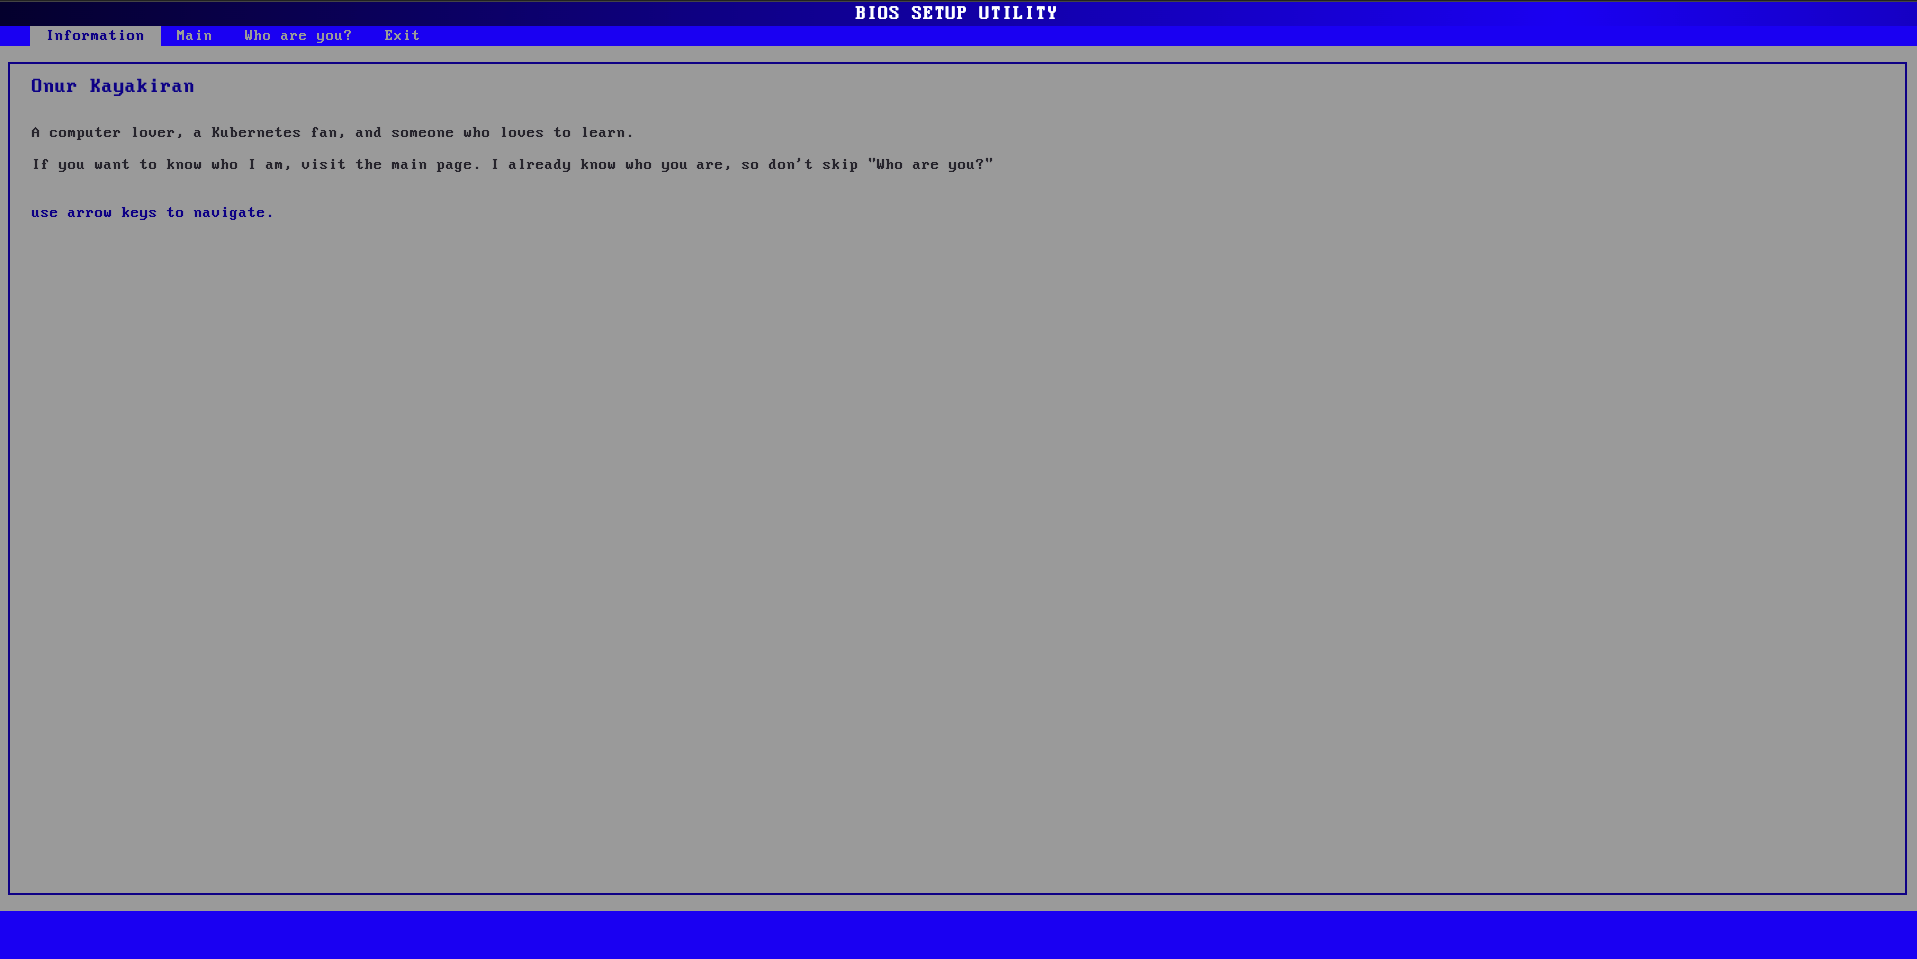 BIOS SETUP UTILITY
Information Main Who are you? Exit
Onur Kayakiran
A computer lover, a Kubernetes fan, and someone who loves to learn.
If you want to know who I am, visit the main page. I already know who you are, so don't skip "Who are you?"
use arrow keys to navigate.